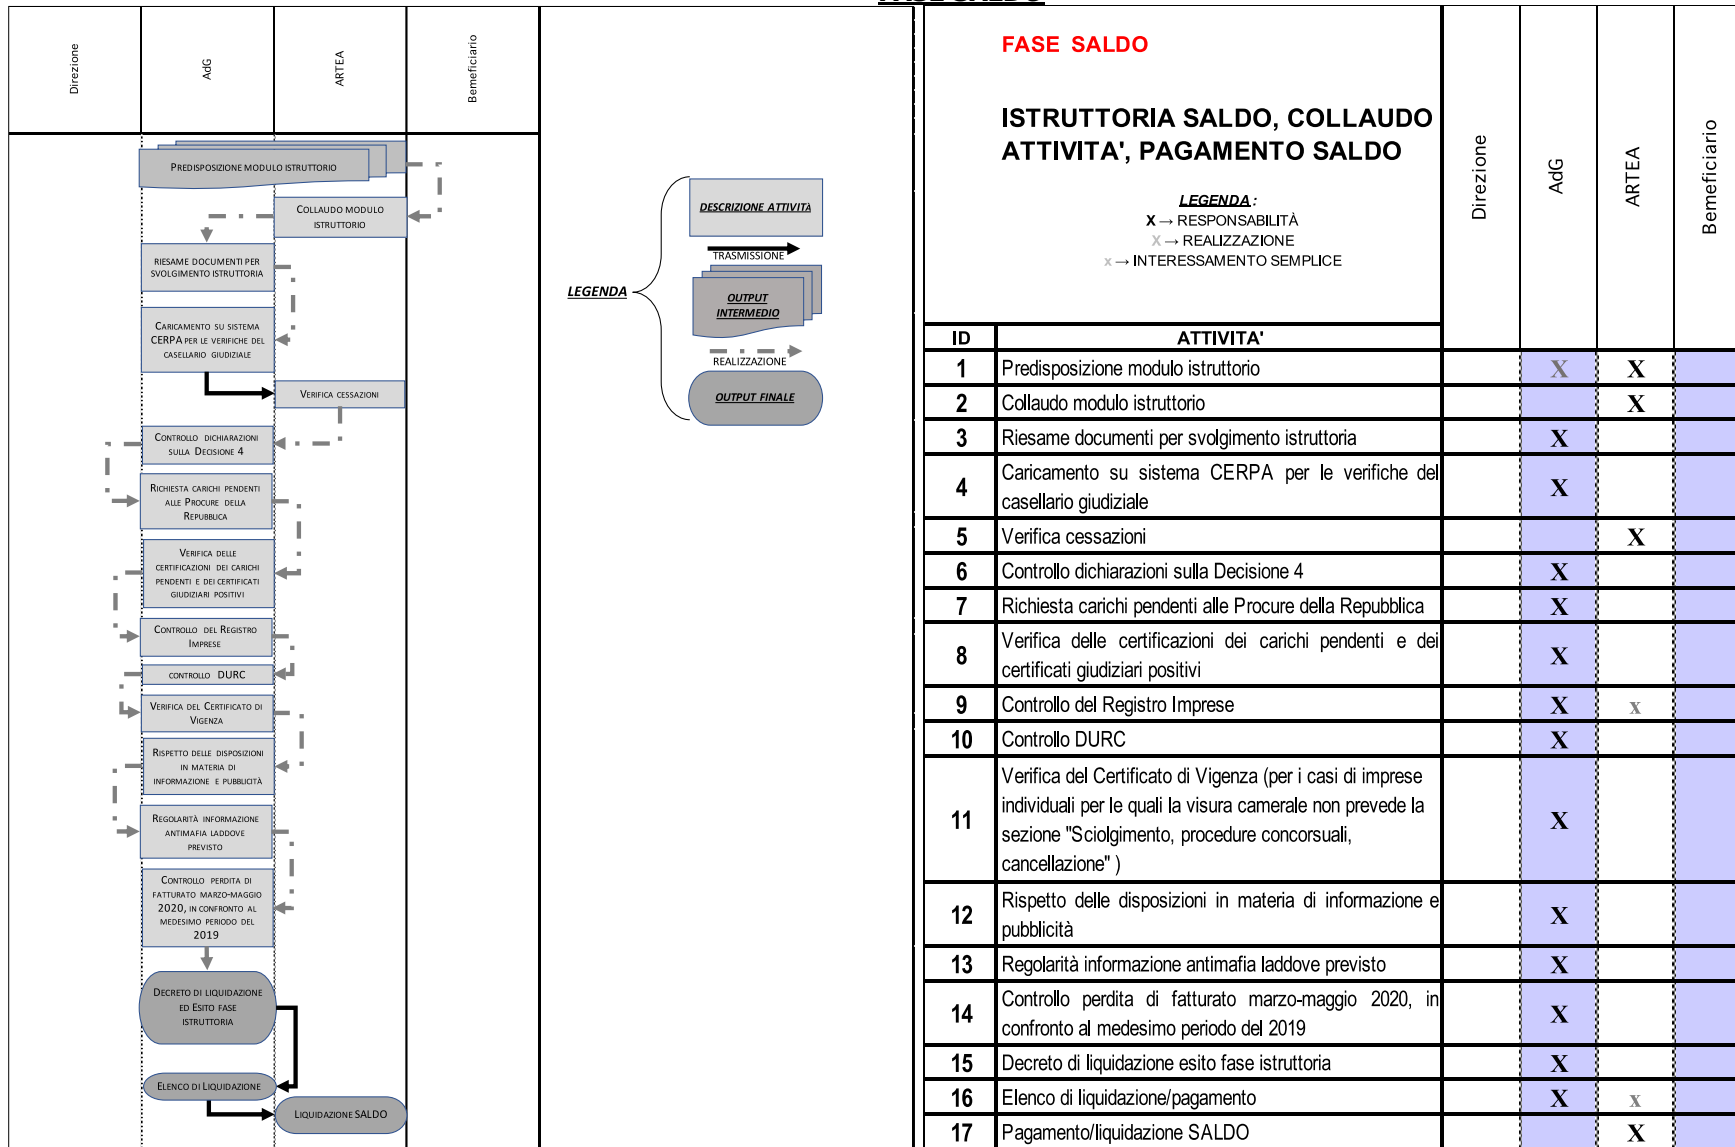 FASE SALDO
Direzione
AdG
ARTEA
Bemeficiario
PREDISPOSIZIONE MODULO ISTRUTTORIO
COLLAUDO MODULO
ISTRUTTORIO
RIESAME DOCUMENTI PER
SVOLGIMENTO ISTRUTTORIA
CARICAMENTO SU SISTEMA
CERPA PER LE VERIFICHE DEL
CASELLARIO GIUDIZIALE
VERIFICA CESSAZIONI
CONTROLLO DICHIARAZIONI
SULLA DECISIONE 4
RICHIESTA CARICHI PENDENTI
ALLE PROCURE DELLA
REPUBBLICA
VERIFICA DELLE
CERTIFICAZIONI DEI CARICHI
PENDENTI E DEI CERTIFICATI
GIUDIZIARI POSITIVI
CONTROLLO DEL REGISTRO
IMPRESE
CONTROLLO DURC
VERIFICA DEL CERTIFICATO DI
VIGENZA
RISPETTO DELLE DISPOSIZIONI
IN MATERIA DI
INFORMAZIONE E PUBBLICITÀ
REGOLARITÀ INFORMAZIONE
ANTIMAFIA LADDOVE
PREVISTO
CONTROLLO PERDITA DI
FATTURATO MARZO-MAGGIO
2020, IN CONFRONTO AL
MEDESIMO PERIODO DEL
2019
DECRETO DI LIQUIDAZIONE
ED ESITO FASE
ISTRUTTORIA
ELENCO DI LIQUIDAZIONE
LIQUIDAZIONE SALDO
LEGENDA
DESCRIZIONE ATTIVITÀ
TRASMISSIONE
OUTPUT
INTERMEDIO
REALIZZAZIONE
OUTPUT FINALE
FASE SALDO
ISTRUTTORIA SALDO, COLLAUDO
ATTIVITA', PAGAMENTO SALDO
LEGENDA:
X → RESPONSABILITÀ
X → REALIZZAZIONE
x → INTERESSAMENTO SEMPLICE
Direzione
AdG
ARTEA
Bemeficiario
ID ATTIVITA'
1 Predisposizione modulo istruttorio X X
2 Collaudo modulo istruttorio X
3 Riesame documenti per svolgimento istruttoria X
4 Caricamento su sistema CERPA per le verifiche del
casellario giudiziale X
5 Verifica cessazioni X
6 Controllo dichiarazioni sulla Decisione 4 X
7 Richiesta carichi pendenti alle Procure della Repubblica X
8 Verifica delle certificazioni dei carichi pendenti e dei
certificati giudiziari positivi X
9 Controllo del Registro Imprese X x
10 Controllo DURC X
11 Verifica del Certificato di Vigenza (per i casi di imprese
individuali per le quali la visura camerale non prevede la
sezione "Sciolgimento, procedure concorsuali,
cancellazione" ) X
12 Rispetto delle disposizioni in materia di informazione e
pubblicità X
13 Regolarità informazione antimafia laddove previsto X
14 Controllo perdita di fatturato marzo-maggio 2020, in
confronto al medesimo periodo del 2019 X
15 Decreto di liquidazione esito fase istruttoria X
16 Elenco di liquidazione/pagamento X x
17 Pagamento/liquidazione SALDO X